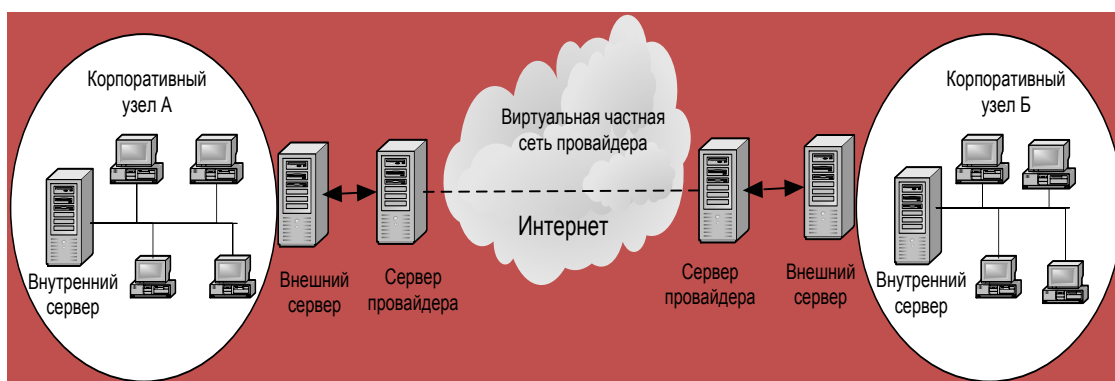 Корпоративный
узел А
Внутренний
сервер
Внешний
сервер
Сервер
провайдера
Виртуальная частная
сеть провайдера
Интернет
Сервер
провайдера
Внешний
сервер
Корпоративный
узел Б
Внутренний
сервер